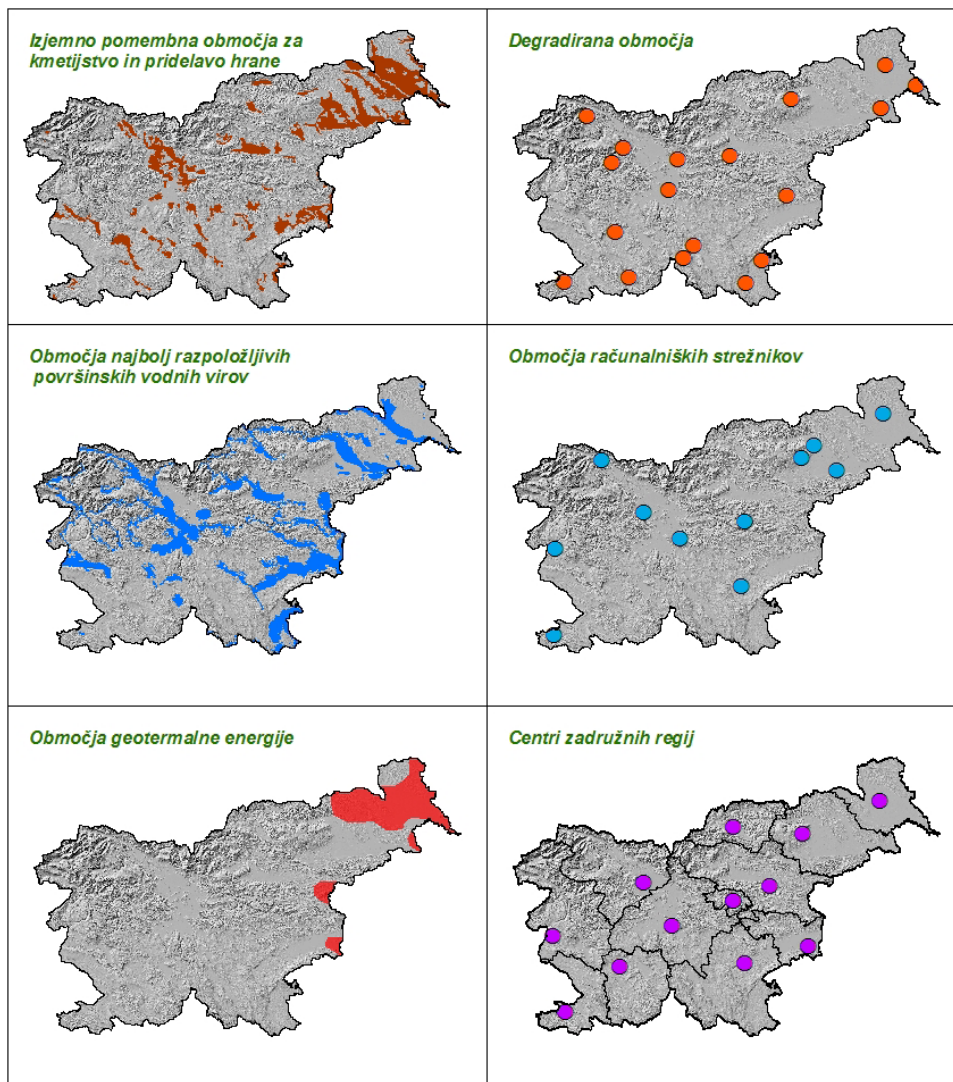 Izjemno pomembna območja za
kmetijstvo in pridelavo hrane
Degradirana območja
Območja najbolj razpoložljivih
površinskih vodnih virov
Območja računalniških strežnikov
Območja geotermalne energije
Centri zadružnih regij